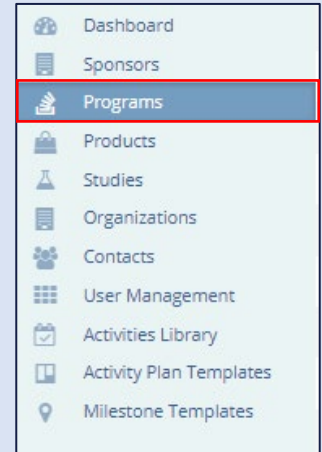 Dashboard
Sponsors
Programs
Products
Studies
Organizations
Contacts
User Management
Activities Library
Activity Plan Templates
Milestone Templates